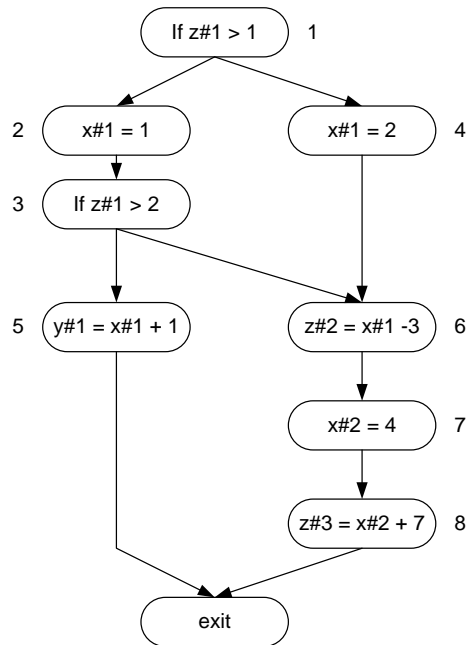 If z#1 > 1 1
2 x#1 = 1 x#1 = 2 4
3 If z#1 > 2
5 y#1 = x#1 + 1 z#2 = x#1 -3 6
x#2 = 4 7
z#3 = x#2 + 7 8
exit